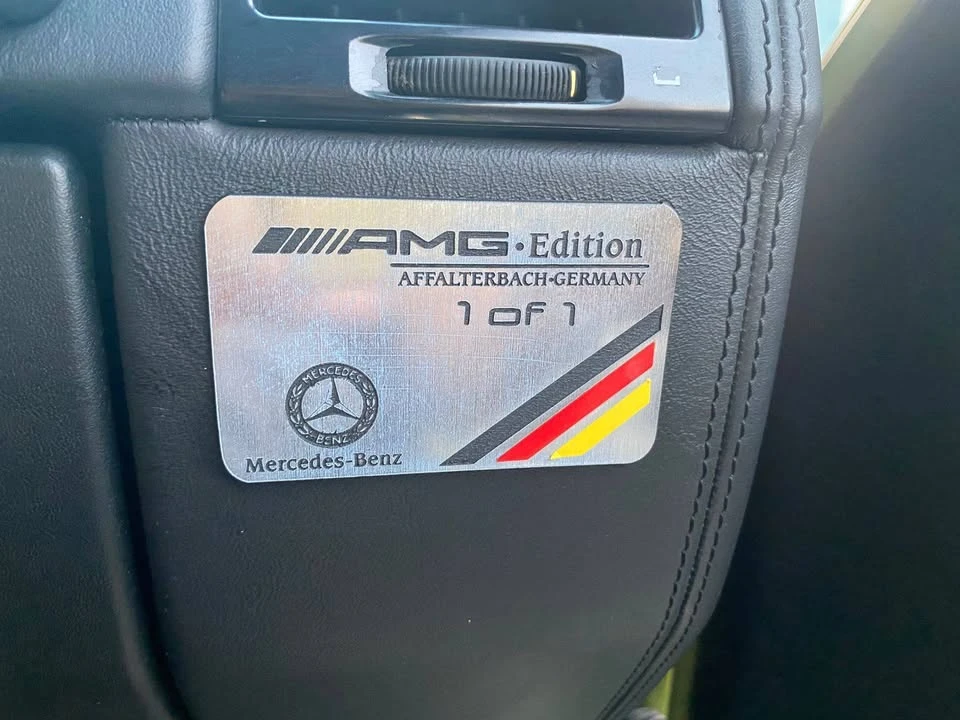 AMG·Edition
AFFALTERBACH-GERMANY
1 of 1
MERCEDES
BENZ
Mercedes-Benz